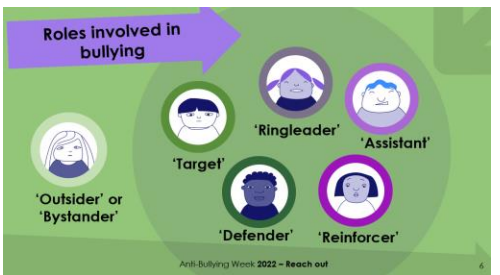 Roles involved in
bullying
'Ringleader'
'Assistant'
'Target'
'Outsider' or
'Bystander'
'Defender'
'Reinforcer'
Anti-Bullying Week 2022 – Reach out
6